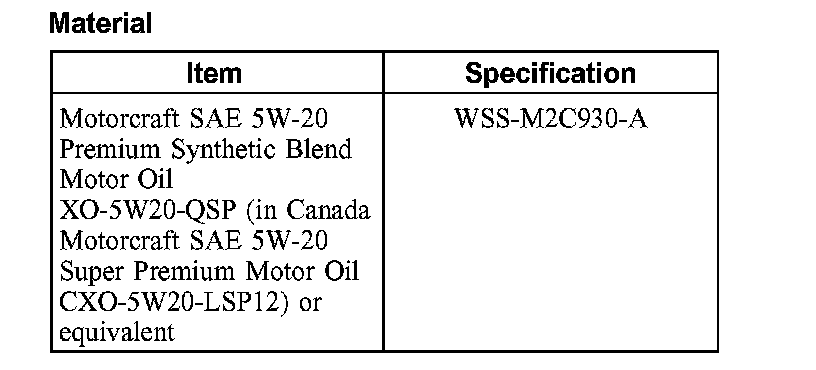 Material
Item Specification
Motorcraft SAE 5W-20 WSS-M2C930-A
Premium Synthetic Blend
Motor Oil
XO-5W20-QSP (in Canada
Motorcraft SAE 5W-20
Super Premium Motor Oil
CXO-5W20-LSP12) or
equivalent